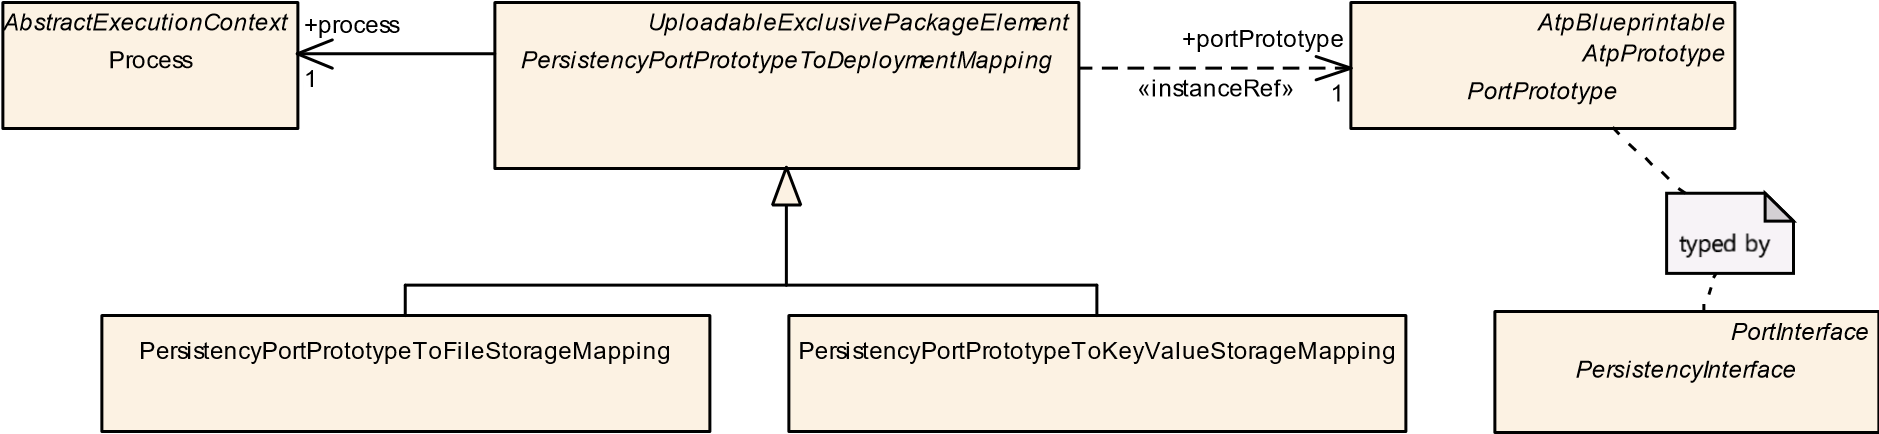 AbstractExecutionContext
Process
+process
1
UploadableExclusivePackageElement
PersistencyPortPrototypeToDeploymentMapping
+portPrototype
«instanceRef»
1
AtpBlueprintable
AtpPrototype
PortPrototype
typed by
PersistencyPortPrototypeToFileStorageMapping
PersistencyPortPrototypeToKeyValueStorageMapping
PortInterface
PersistencyInterface